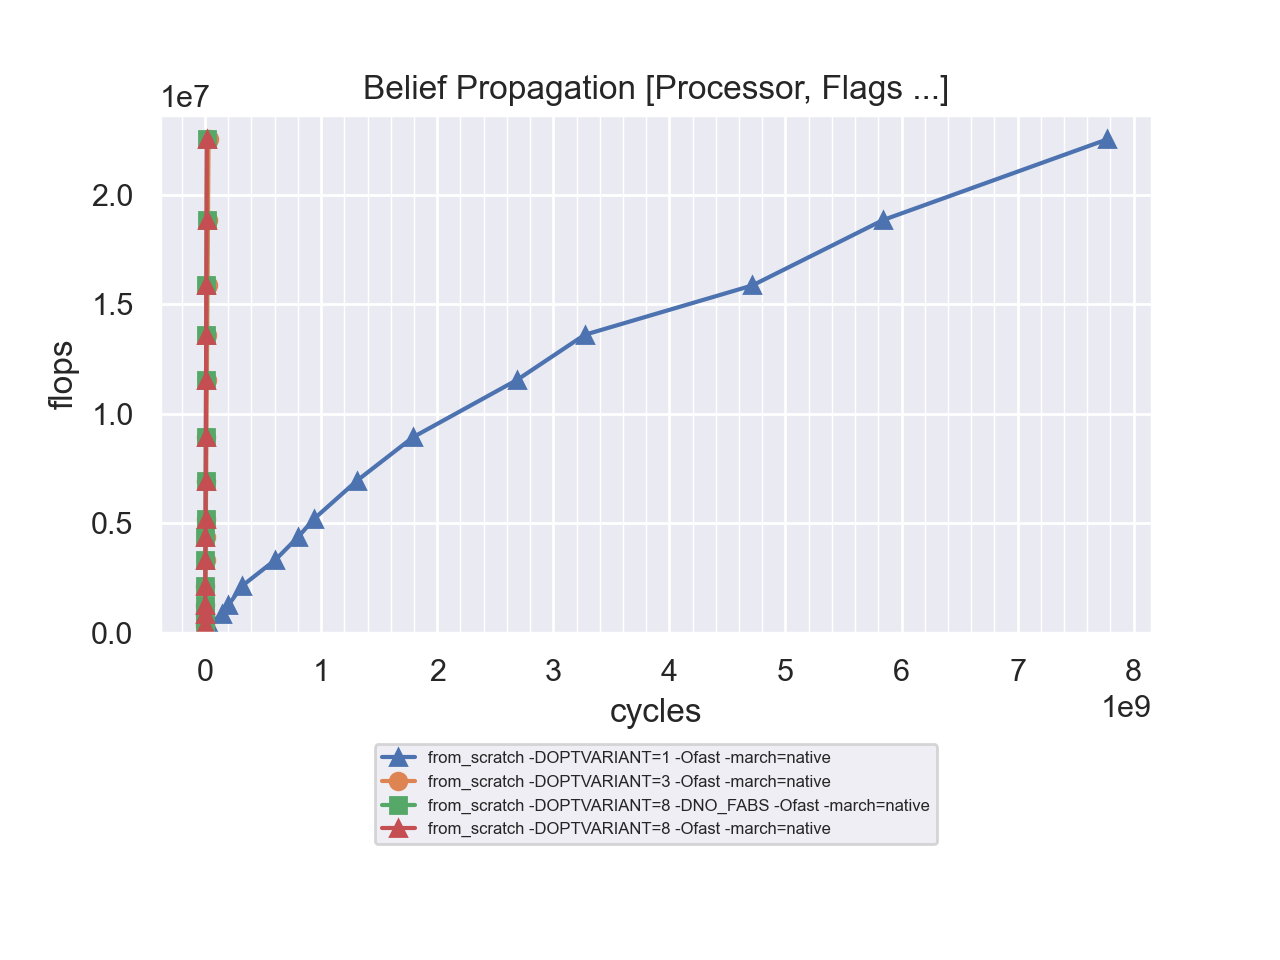 Belief Propagation [Processor, Flags ...]
1e7
2.0
1.5
1.0
0.5
0.0
flops
0 1 2 3 4 5 6 7 8
1e9
cycles
from_scratch -DOPTVARIANT=1 -Ofast -march=native
from_scratch -DOPTVARIANT=3 -Ofast -march=native
from_scratch -DOPTVARIANT=8 -DNO_FABS -Ofast -march=native
from_scratch -DOPTVARIANT=8 -Ofast -march=native